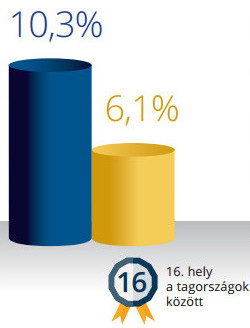 10,3%
6,1%
16
16. hely
a tagországok
között